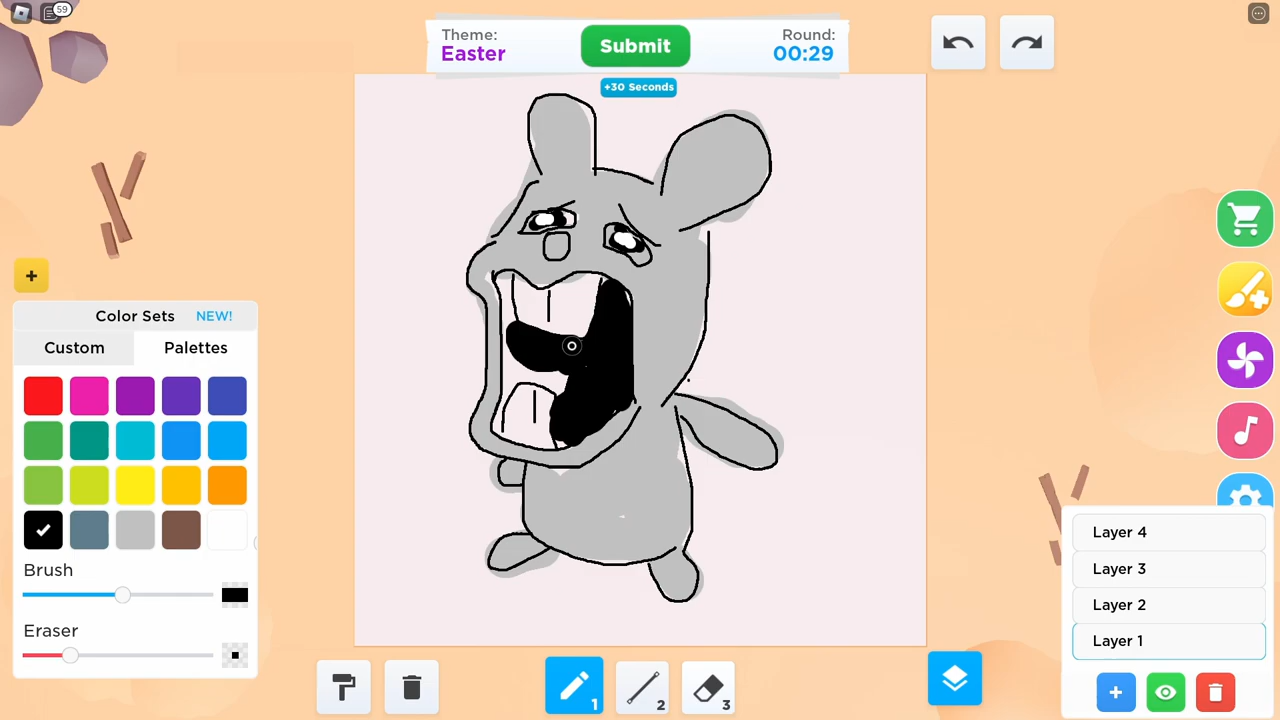 59
Theme:
Easter
Submit
Round:
00:29
+30 Seconds
+
Color Sets NEW!
Custom Palettes
Brush
Eraser
Layer 4
Layer 3
Layer 2
Layer 1
1
2
3